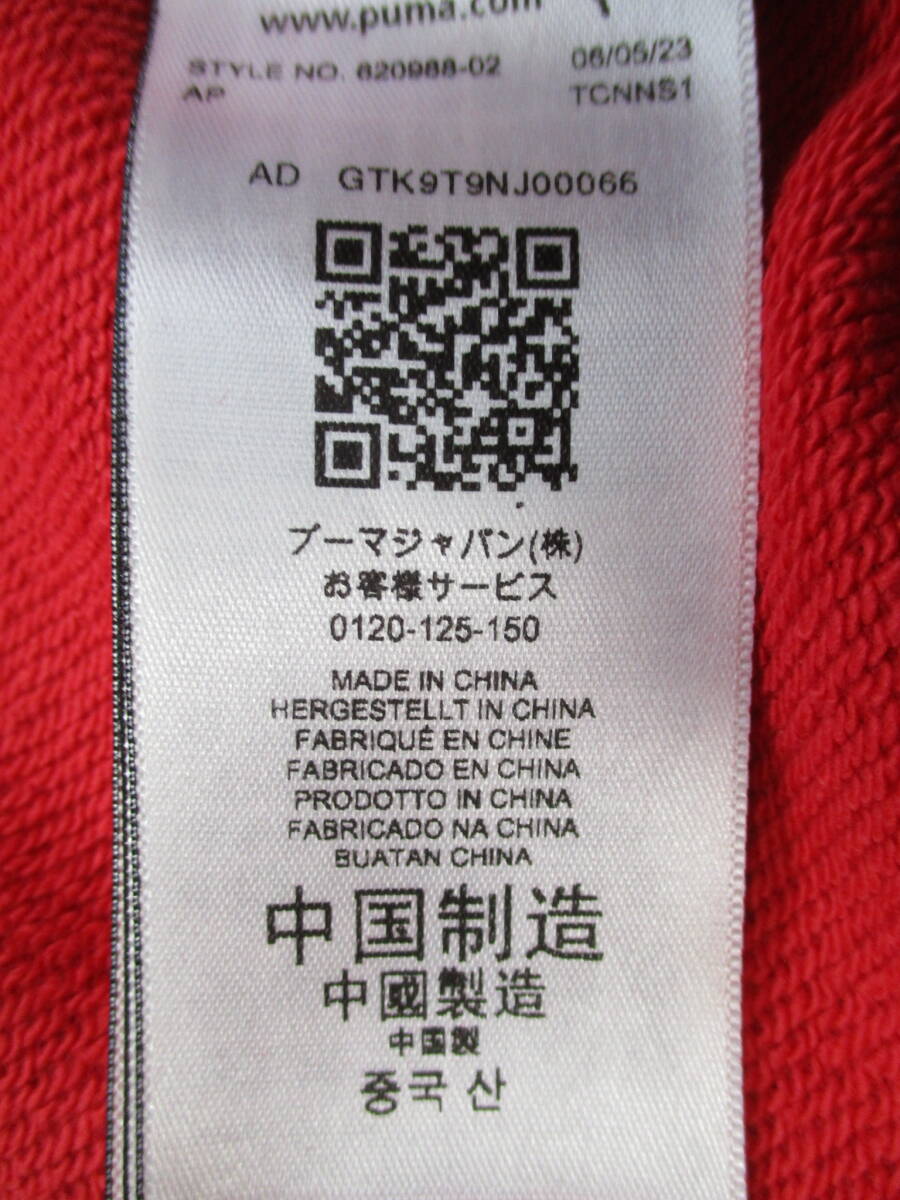 www.puma.com
STYLE NO. 620988-02 06/05/23
AP TCNNS1
AD GTK9T9NJ00066
プーマジャパン(株)
お客様サービス
0120-125-150
MADE IN CHINA
HERGESTELLT IN CHINA
FABRIQUÉ EN CHINE
FABRICADO EN CHINA
PRODOTTO IN CHINA
FABRICADO NA CHINA
BUATAN CHINA
中国制造
中國製造
中国製
중국 산